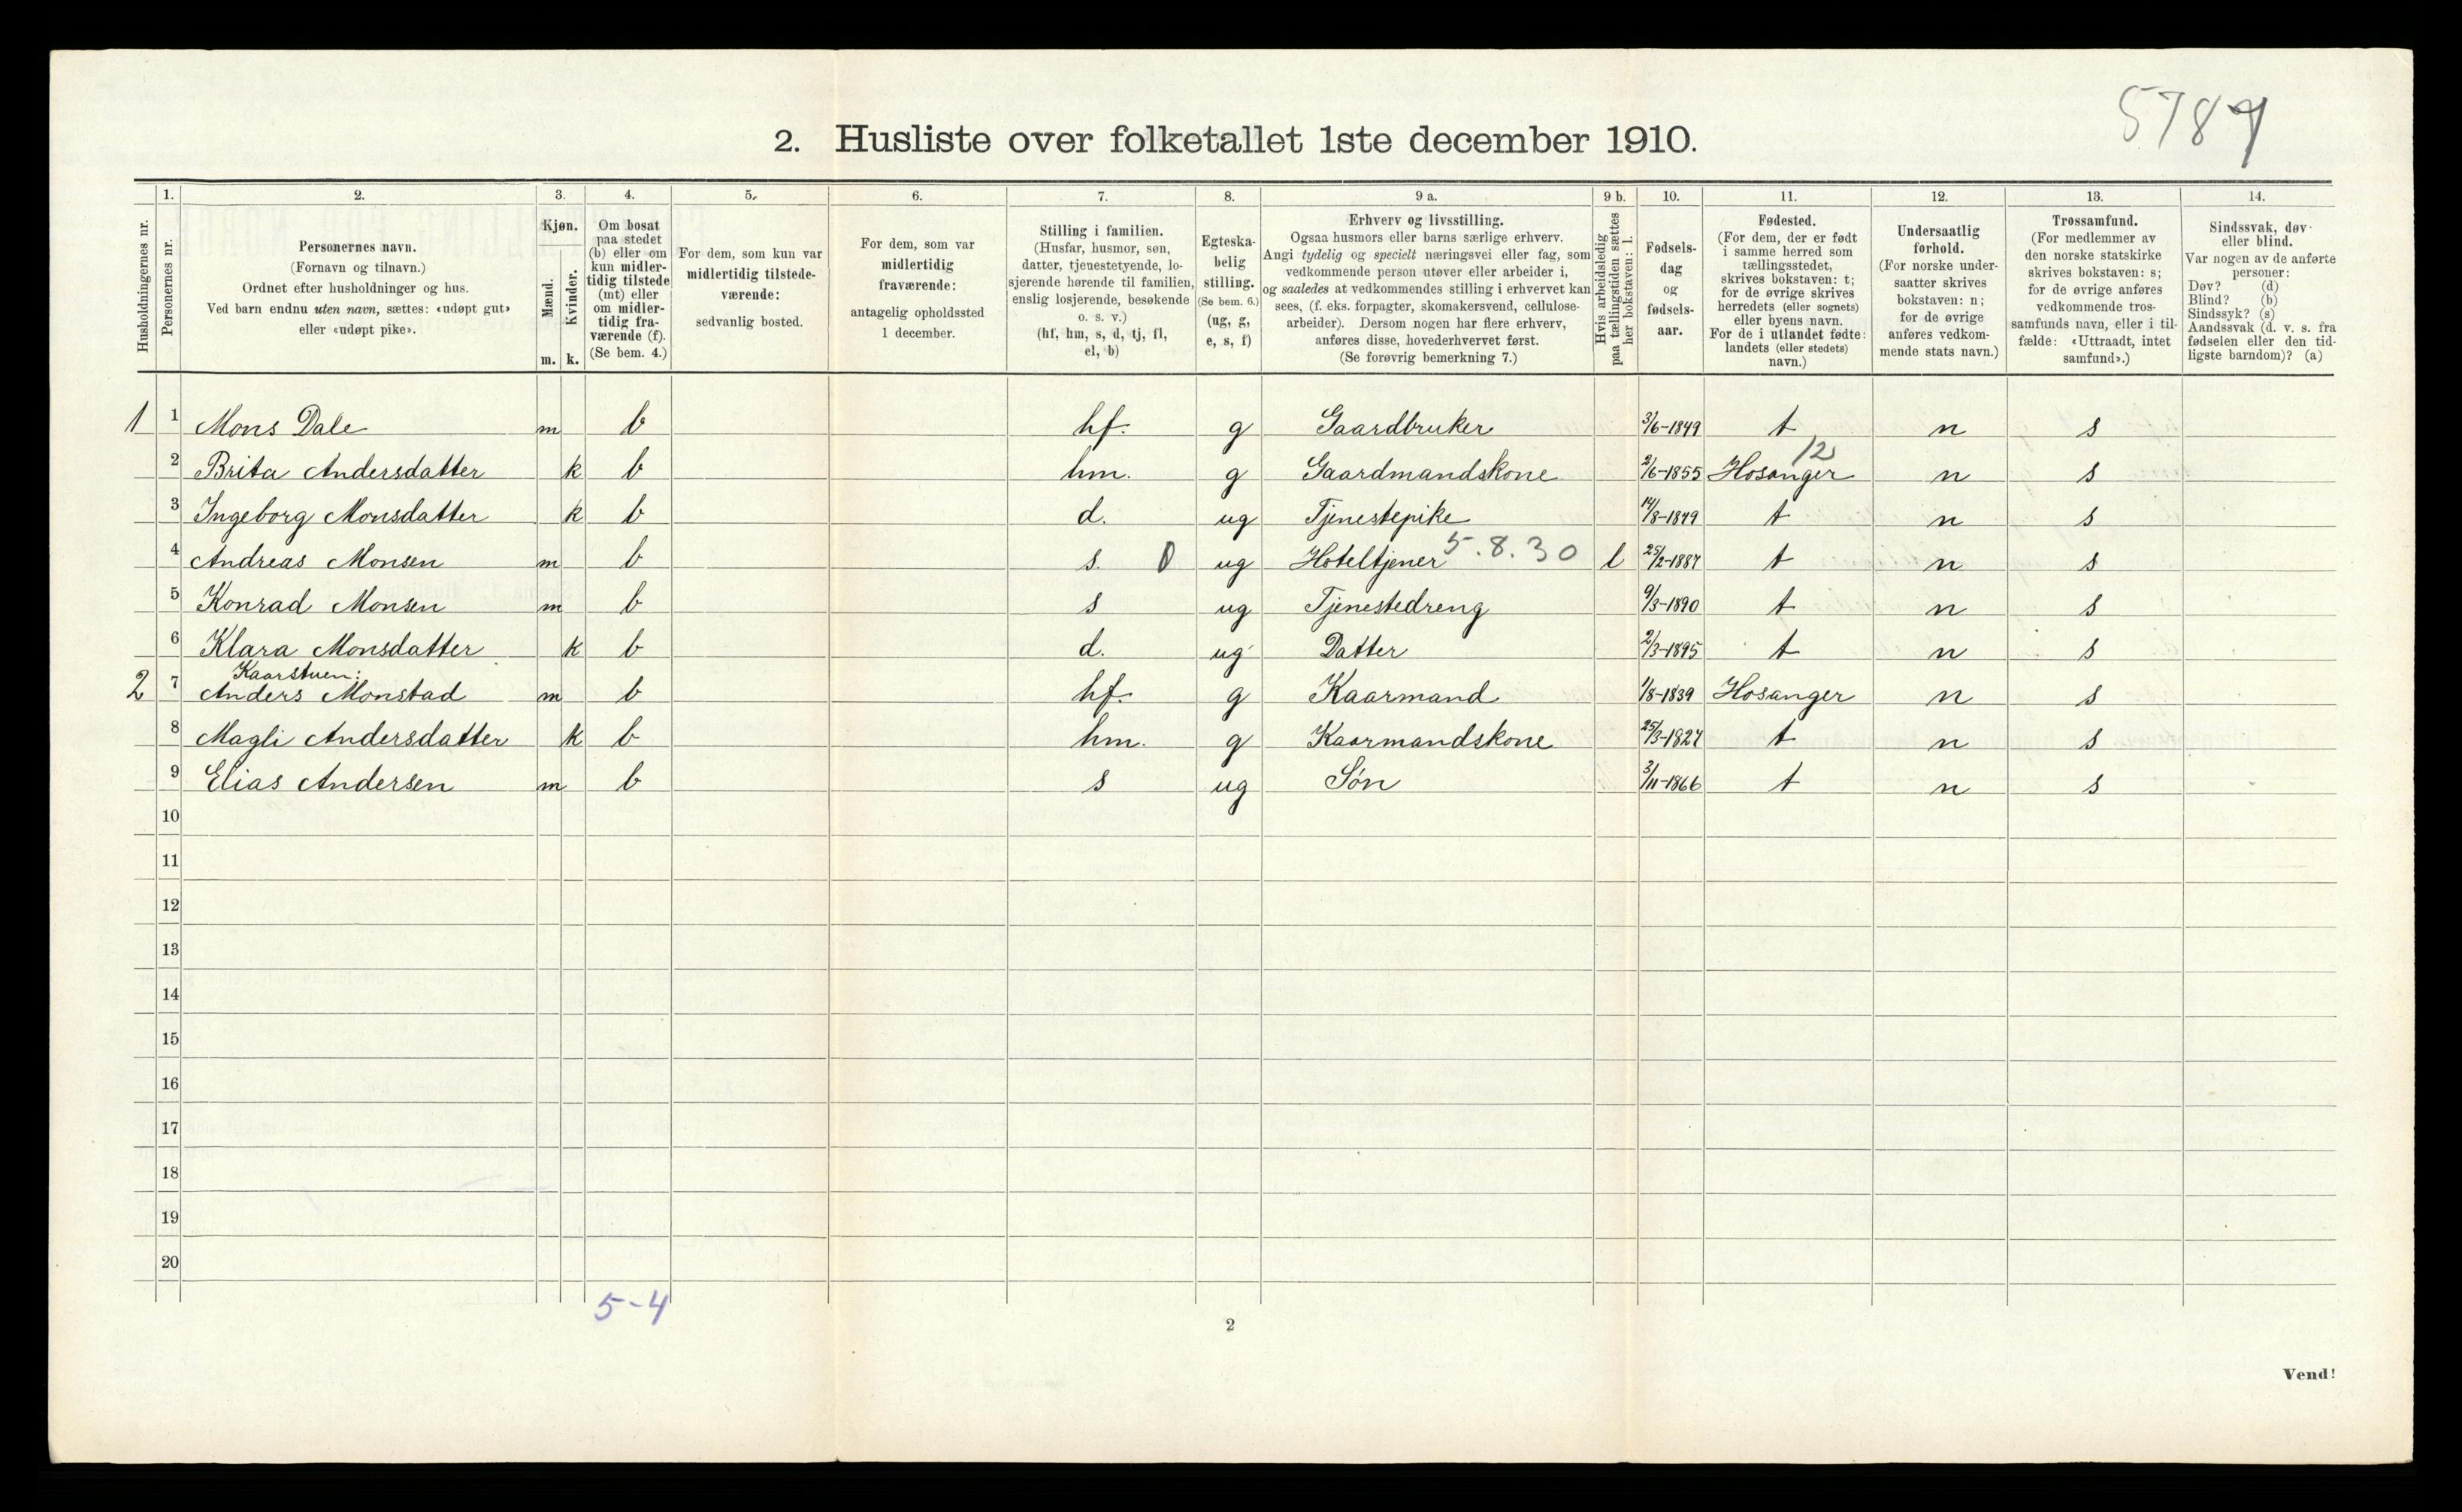 5787
2. Husliste over folketallet 1ste december 1910.
Husholdningernes nr.
1. Personernes nr.
2. Personernes navn. (Fornavn og tilnavn.) Ordnet efter husholdninger og hus. Ved barn endnu uten navn, sættes: «udøpt gut» eller «udøpt pike».
3. Kjøn. Mænd. m. Kvinder. k.
4. Om bosat paa stedet (b) eller om kun midlertidig tilstede (mt) eller om midlertidig fraværende (f). (Se bem. 4.)
5. For dem, som kun var midlertidig tilstedeværende: sedvanlig bosted.
6. For dem, som var midlertidig fraværende: antagelig opholdssted 1 december.
7. Stilling i familien. (Husfar, husmor, søn, datter, tjenestetyende, losjerende hørende til familien, enslig losjerende, besøkende o. s. v.) (hf, hm, s, d, tj, fl, el, b)
8. Egteskabelig stilling. (Se bem. 6.) (ug, g, e, s, f)
9 a. Erhverv og livsstilling. Ogsaa husmors eller barns særlige erhverv. Angi tydelig og specielt næringsvei eller fag, som vedkommende person utøver eller arbeider i, og saaledes at vedkommendes stilling i erhvervet kan sees, (f. eks. forpagter, skomakersvend, cellulosearbeider). Dersom nogen har flere erhverv, anføres disse, hovederhvervet først. (Se forøvrig bemerkning 7.)
9 b. Hvis arbeidsledig paa tællingstiden sættes her bokstaven: l.
10. Fødselsdag og fødselsaar.
11. Fødested. (For dem, der er født i samme herred som tællingsstedet, skrives bokstaven: t; for de øvrige skrives herredets (eller sognets) eller byens navn. For de i utlandet fødte: landets (eller stedets) navn.)
12. Undersaatlig forhold. (For norske undersaatter skrives bokstaven: n; for de øvrige anføres vedkommende stats navn.)
13. Trossamfund. (For medlemmer av den norske statskirke skrives bokstaven: s; for de øvrige anføres vedkommende trossamfunds navn, eller i tilfælde: «Uttraadt, intet samfund».)
14. Sindssvak, døv eller blind. Var nogen av de anførte personer: Døv? (d) Blind? (b) Sindssyk? (s) Aandssvak (d. v. s. fra fødselen eller den tidligste barndom)? (a)
1 1 Mons Dale m b hf. g Gaardbruker 3/6-1849 t n s
12
2 Brita Andersdatter k b hm. g Gaardmandskone 2/6-1855 Hosanger n s
3 Ingeborg Monsdatter k b d. ug Tjenestepike 14/8-1879 t n s
4 Andreas Monsen m b s. 0 ug Hoteltjener 5.8.30 l 25/2-1887 t n s
5 Konrad Monsen m b s ug Tjenestedreng 9/3-1890 t n s
6 Klara Monsdatter k b d. ug Datter 2/3-1895 t n s
Kaarstuen:
2 7 Anders Monstad m b hf. g Kaarmand 1/8-1839 Hosanger n s
8 Magli Andersdatter k b hm. g Kaarmandskone 25/3-1827 t n s
9 Elias Andersen m b s ug Søn 3/11-1866 t n s
10
11
12
13
14
15
16
17
18
19
20
5-4
2
Vend!